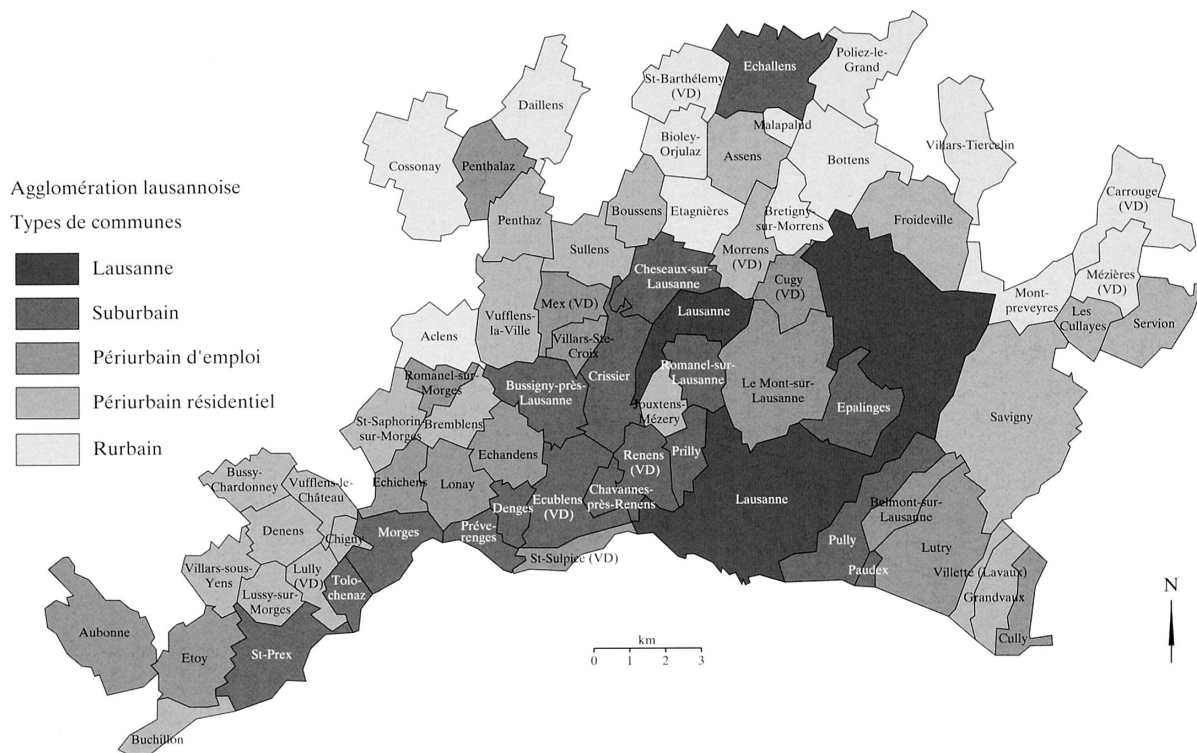 Agglomération lausannoise
Types de communes
Lausanne
Suburbain
Périurbain d'emploi
Périurbain résidentiel
Rurbain
Echallens
Poliez-le-
Grand
St-Barthélemy
(VD)
Daillens
Malapalud
Bioley-
Orjulaz
Assens
Bottens
Villars-Tiercelin
Cossonay
Penthalaz
Carrouge
(VD)
Penthaz
Boussens
Etagnières
Bretigny-
sur-Morrens
Froideville
Sullens
Morrens
(VD)
Cheseaux-sur-
Lausanne
Cugy
(VD)
Mézières
(VD)
Mont-
preveyres
Les
Cullayes
Servion
Mex (VD)
Vufflens-
la-Ville
Lausanne
Aclens
Villars-Ste-
Croix
Crissier
Romanel-sur-
Lausanne
Le Mont-sur-
Lausanne
Romanel-sur-
Morges
Bussigny-près-
Lausanne
Jouxtens-
Mézery
Epalinges
Savigny
St-Saphorin-
sur-Morges
Bremblens
Echandens
Renens
(VD)
Prilly
Bussy-
Chardonney
Vufflens-le-
Château
Echichens
Lonay
Ecublens
(VD)
Chavannes-
près-Renens
Lausanne
Belmont-sur-
Lausanne
Denges
Denens
Chigny
Morges
Préve-
renges
St-Sulpice (VD)
Pully
Lutry
Villars-sous-
Yens
Lully
(VD)
Tolo-
chenaz
Paudex
Villette (Lavaux)
Lussy-sur-
Morges
Grandvaux
Aubonne
Etoy
St-Prex
Cully
Buchillon
km
0 1 2 3
N